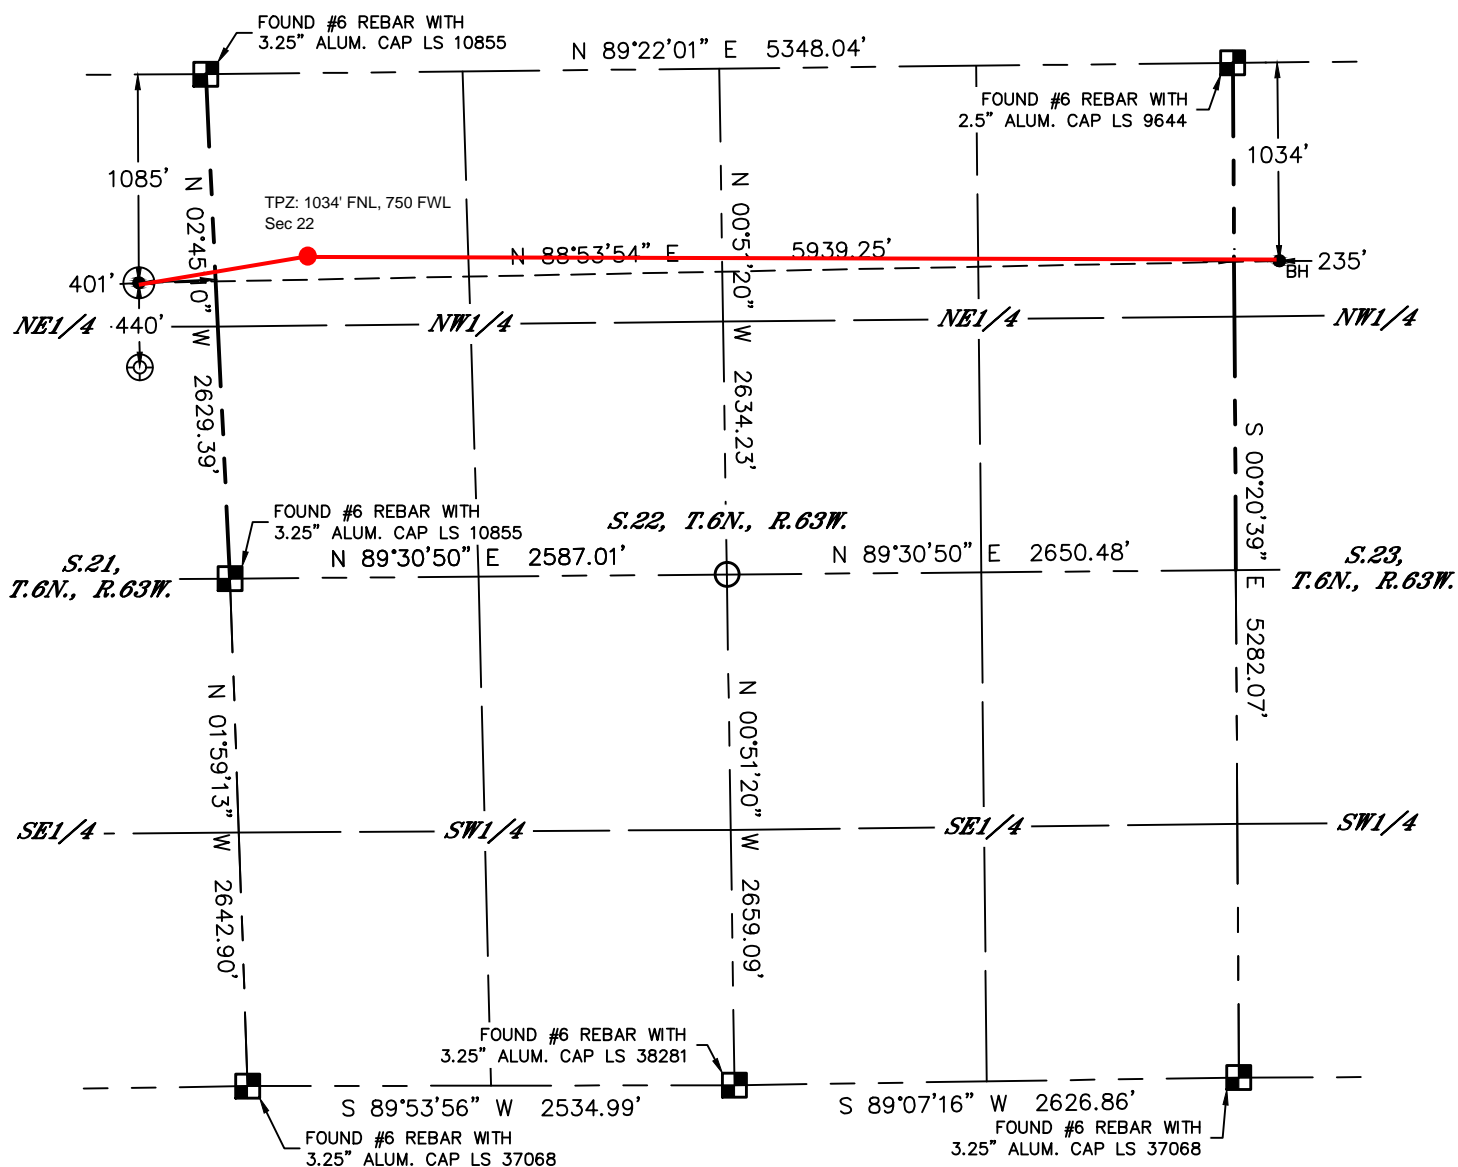 FOUND #6 REBAR WITH
3.25" ALUM. CAP LS 10855
N 89°22'01" E 5348.04'
FOUND #6 REBAR WITH
2.5" ALUM. CAP LS 9644
1085'
1034'
TPZ: 1034' FNL, 750 FWL
Sec 22
N 88°53'54" E 5939.25'
401'
235'
BH
440'
NE1/4
NW1/4
NE1/4
NW1/4
W 2629.39'
N 00°51'20" W 2634.23'
S 00°20'39" E 5282.07'
FOUND #6 REBAR WITH
3.25" ALUM. CAP LS 10855
S.22, T.6N., R.63W.
N 89°30'50" E 2587.01'
N 89°30'50" E 2650.48'
S.21,
T.6N., R.63W.
S.23,
T.6N., R.63W.
N 01°59'13" W 2642.90'
N 00°51'20" W 2659.09'
SE1/4
SW1/4
SE1/4
SW1/4
FOUND #6 REBAR WITH
3.25" ALUM. CAP LS 38281
S 89°53'56" W 2534.99'
S 89°07'16" W 2626.86'
FOUND #6 REBAR WITH
3.25" ALUM. CAP LS 37068
FOUND #6 REBAR WITH
3.25" ALUM. CAP LS 37068